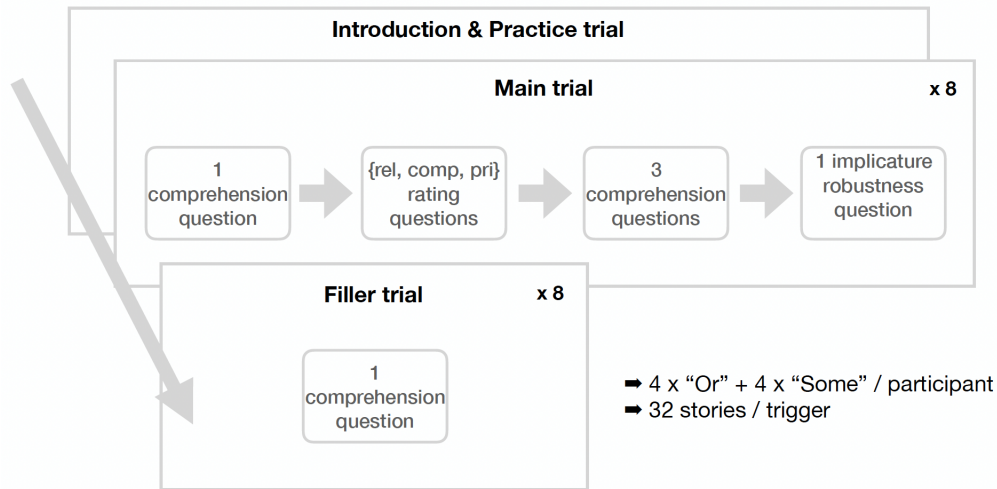 Introduction & Practice trial
Main trial
x 8
1
comprehension
question
{rel, comp, pri}
rating
questions
3
comprehension
questions
1 implicature
robustness
question
Filler trial
x 8
1
comprehension
question
➡ 4 x “Or” + 4 x “Some” / participant
➡ 32 stories / trigger